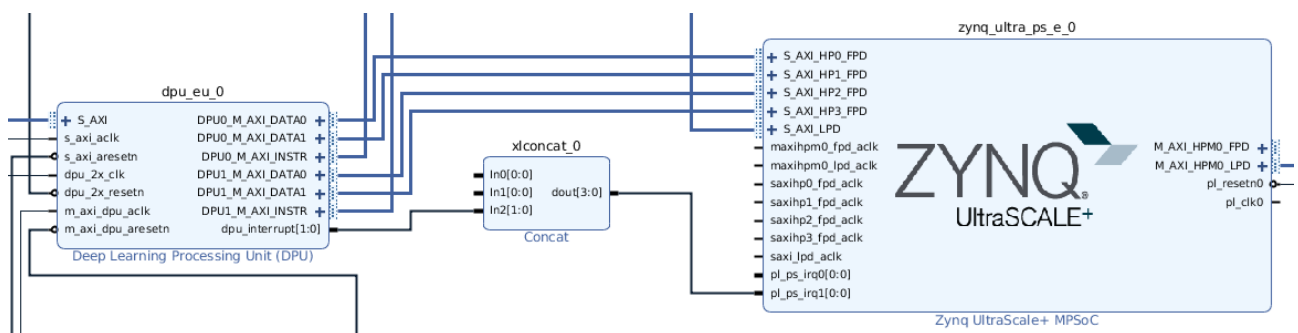 dpu_eu_0
S_AXI
s_axi_aclk
s_axi_aresetn
dpu_2x_clk
dpu_2x_resetn
m_axi_dpu_aclk
m_axi_dpu_aresetn
DPU0_M_AXI_DATA0
DPU0_M_AXI_DATA1
DPU0_M_AXI_INSTR
DPU1_M_AXI_DATA0
DPU1_M_AXI_DATA1
DPU1_M_AXI_INSTR
dpu_interrupt[1:0]
Deep Learning Processing Unit (DPU)
xlconcat_0
In0[0:0]
In1[0:0]
In2[1:0]
dout[3:0]
Concat
zynq_ultra_ps_e_0
S_AXI_HP0_FPD
S_AXI_HP1_FPD
S_AXI_HP2_FPD
S_AXI_HP3_FPD
S_AXI_LPD
maxihpm0_fpd_aclk
maxihpm0_lpd_aclk
saxihp0_fpd_aclk
saxihp1_fpd_aclk
saxihp2_fpd_aclk
saxihp3_fpd_aclk
saxi_lpd_aclk
pl_ps_irq0[0:0]
pl_ps_irq1[0:0]
ZYNQ®
UltraSCALE+
M_AXI_HPM0_FPD
M_AXI_HPM0_LPD
pl_resetn0
pl_clk0
Zynq UltraScale+ MPSoC